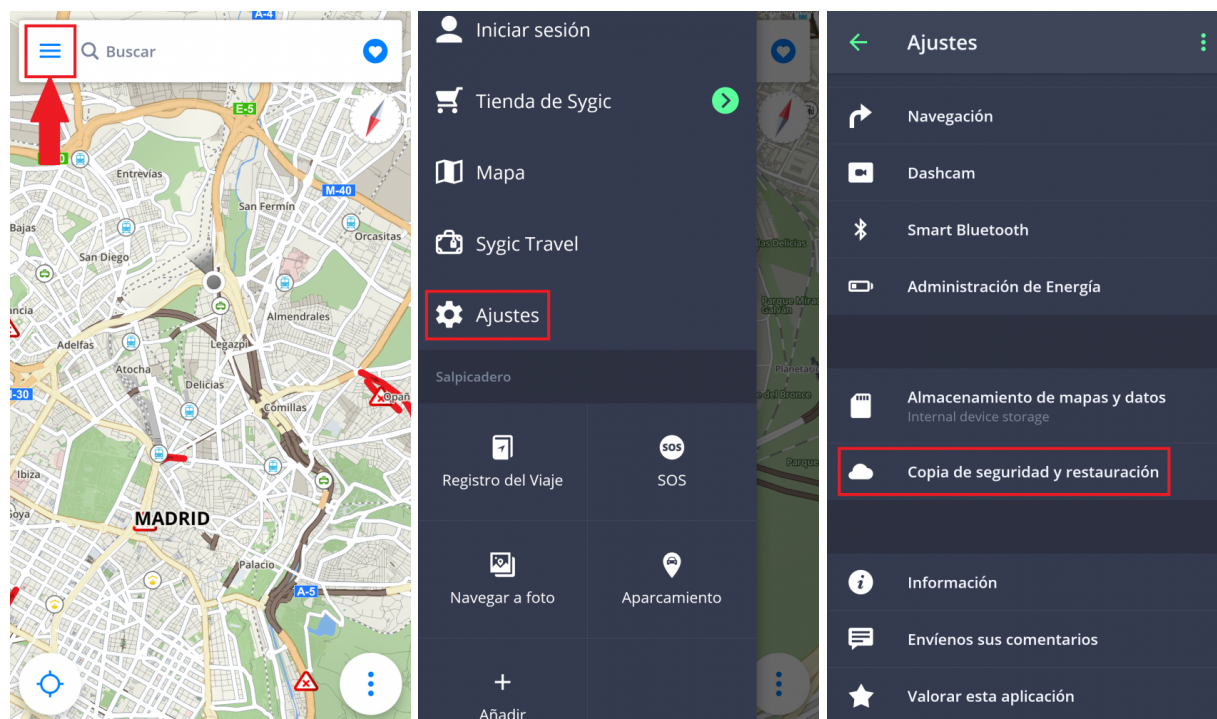 A-4
Buscar
E-5
Entrevías
M-40
San Fermín
Bajas
Orcasitas
San Diego
Almendrales
Adelfas
Legazpi
Atocha
Delicias
Comillas
Ibiza
MADRID
Palacio
A-5
Iniciar sesión
Tienda de Sygic
Mapa
Sygic Travel
Ajustes
Salpicadero
Registro del Viaje
SOS
SOS
Navegar a foto
Aparcamiento
Añadir
Ajustes
Navegación
Dashcam
Smart Bluetooth
Administración de Energía
Almacenamiento de mapas y datos
Internal device storage
Copia de seguridad y restauración
Información
Envíenos sus comentarios
Valorar esta aplicación